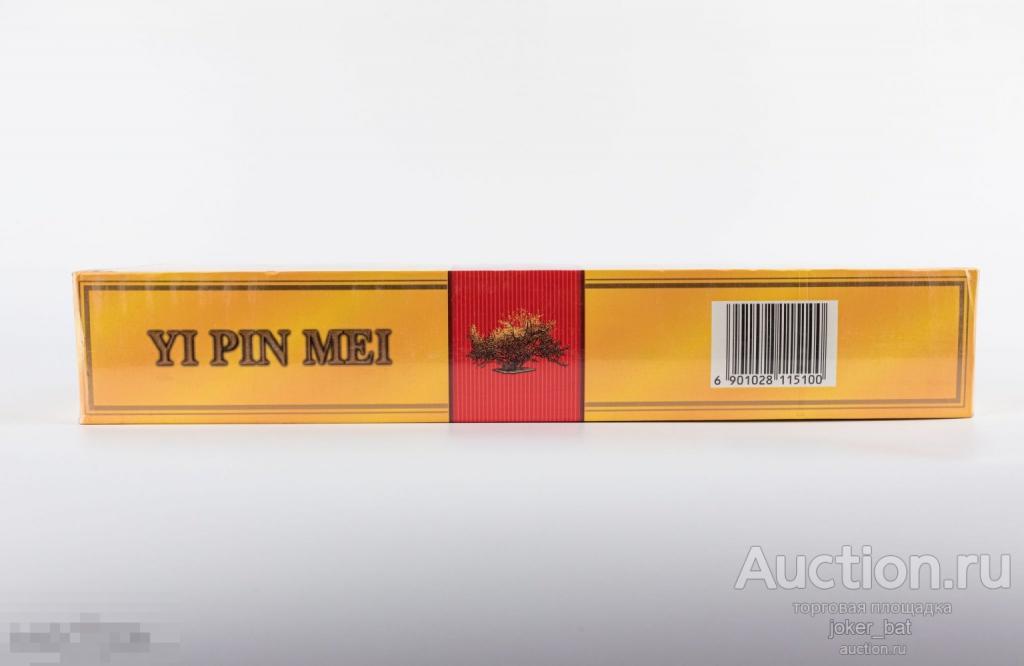 YI PIN MEI
6 901028 115100
Auction.ru
торговая площадка
joker_bat
auction.ru